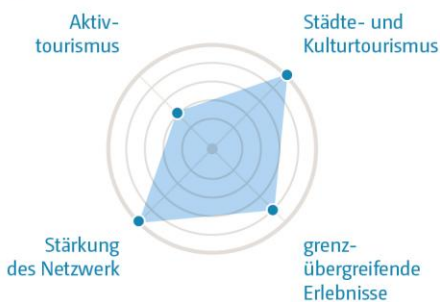 Aktiv-
tourismus
Städte- und
Kulturtourismus
Stärkung
des Netzwerk
grenz-
übergreifende
Erlebnisse